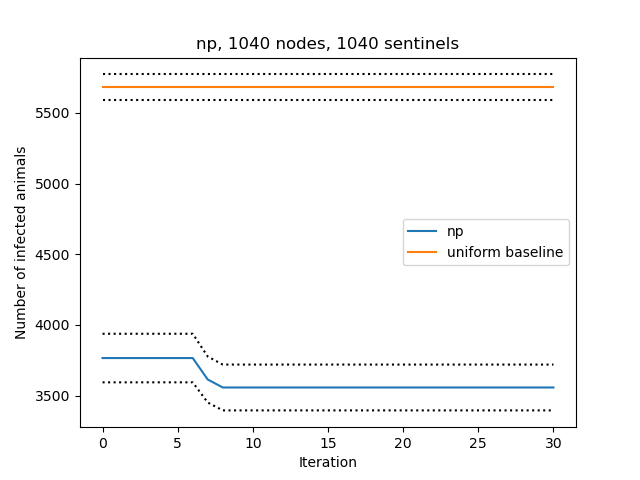 np, 1040 nodes, 1040 sentinels
Number of infected animals
5500
5000
4500
4000
3500
np
uniform baseline
0 5 10 15 20 25 30
Iteration